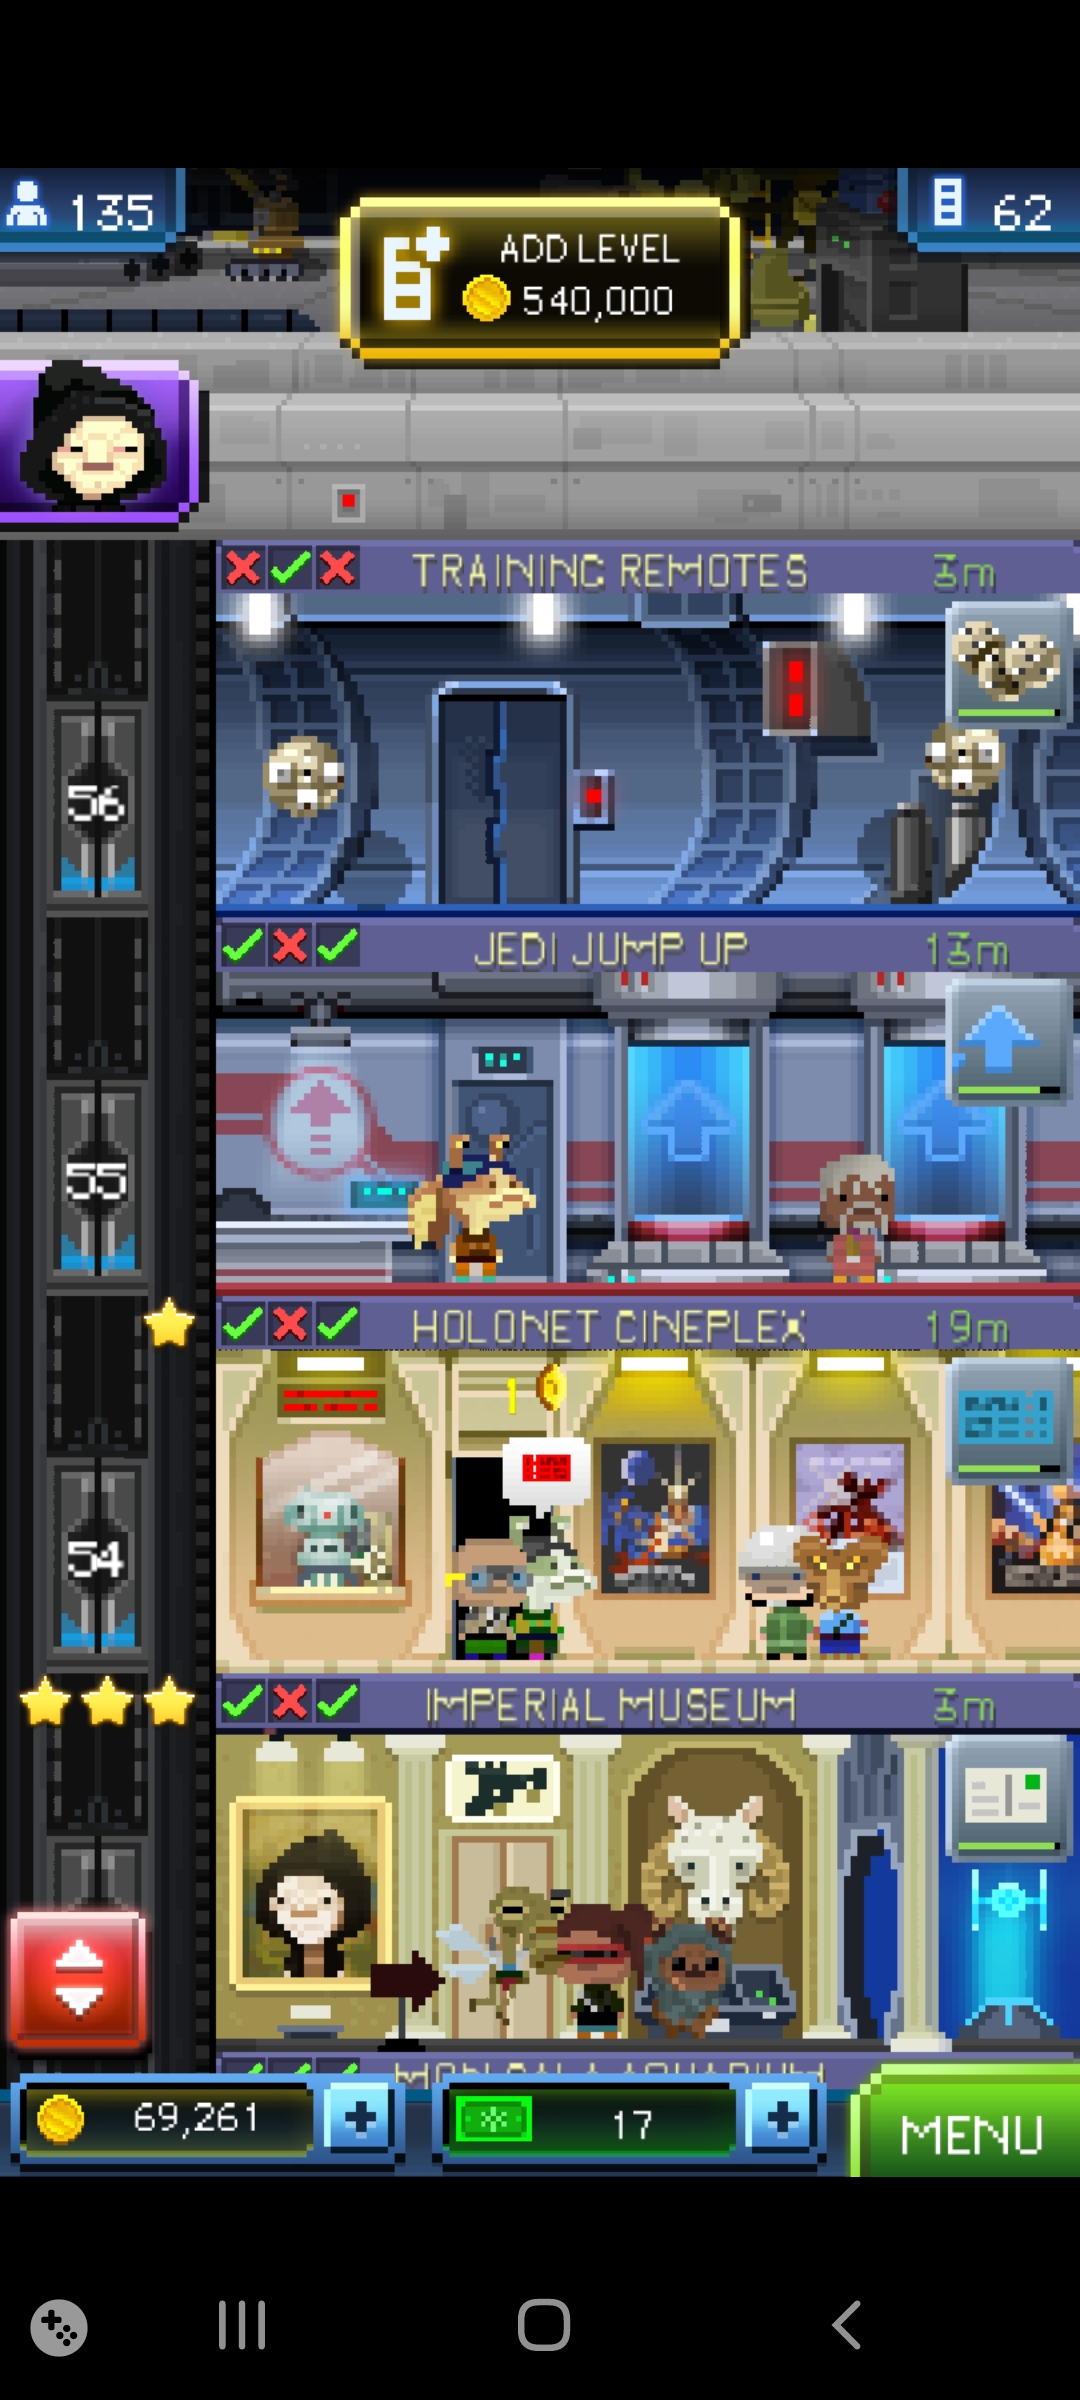 135
ADD LEVEL
540,000
62
TRAINING REMOTES 3m
56
JEDI JUMP UP 13m
55
HOLONET CINEPLEX 19m
1
54
IMPERIAL MUSEUM 3m
69,261
17
MENU